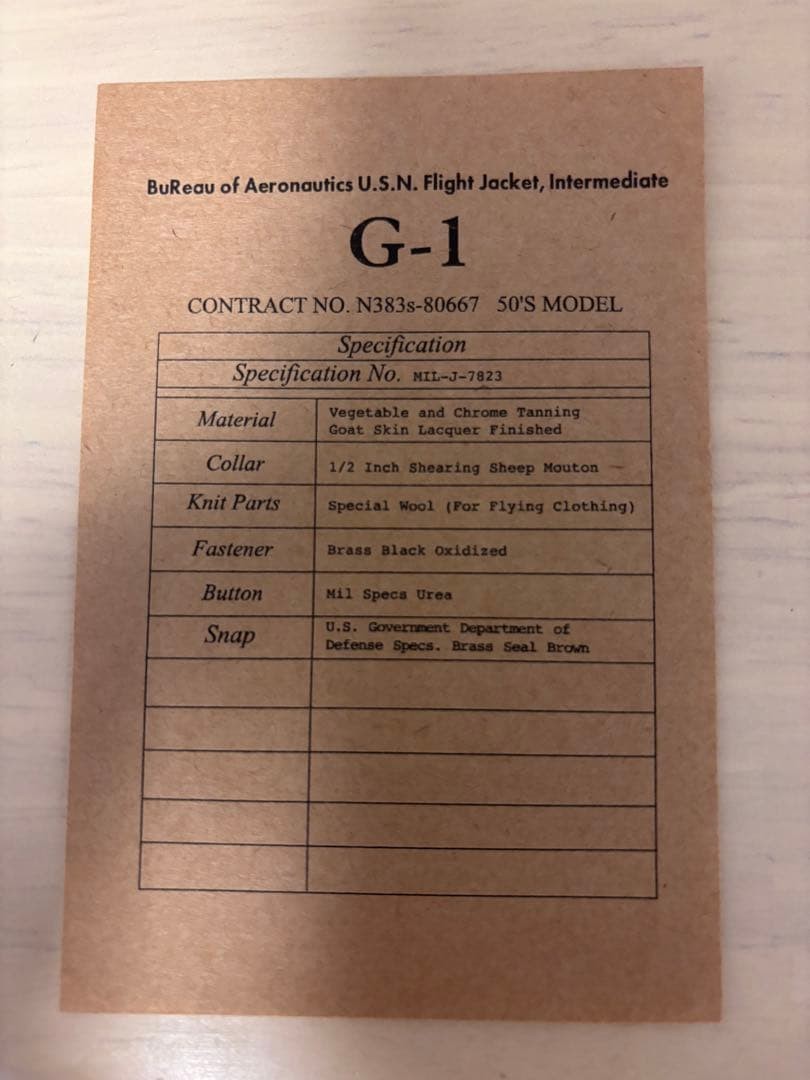 BuReau of Aeronautics U.S.N. Flight Jacket, Intermediate
G-1
CONTRACT NO. N383s-80667 50'S MODEL
Specification
Specification No. MIL-J-7823
Material Vegetable and Chrome Tanning
Goat Skin Lacquer Finished
Collar 1/2 Inch Shearing Sheep Mouton
Knit Parts Special Wool (For Flying Clothing)
Fastener Brass Black Oxidized
Button Mil Specs Urea
Snap U.S. Government Department of
Defense Specs. Brass Seal Brown